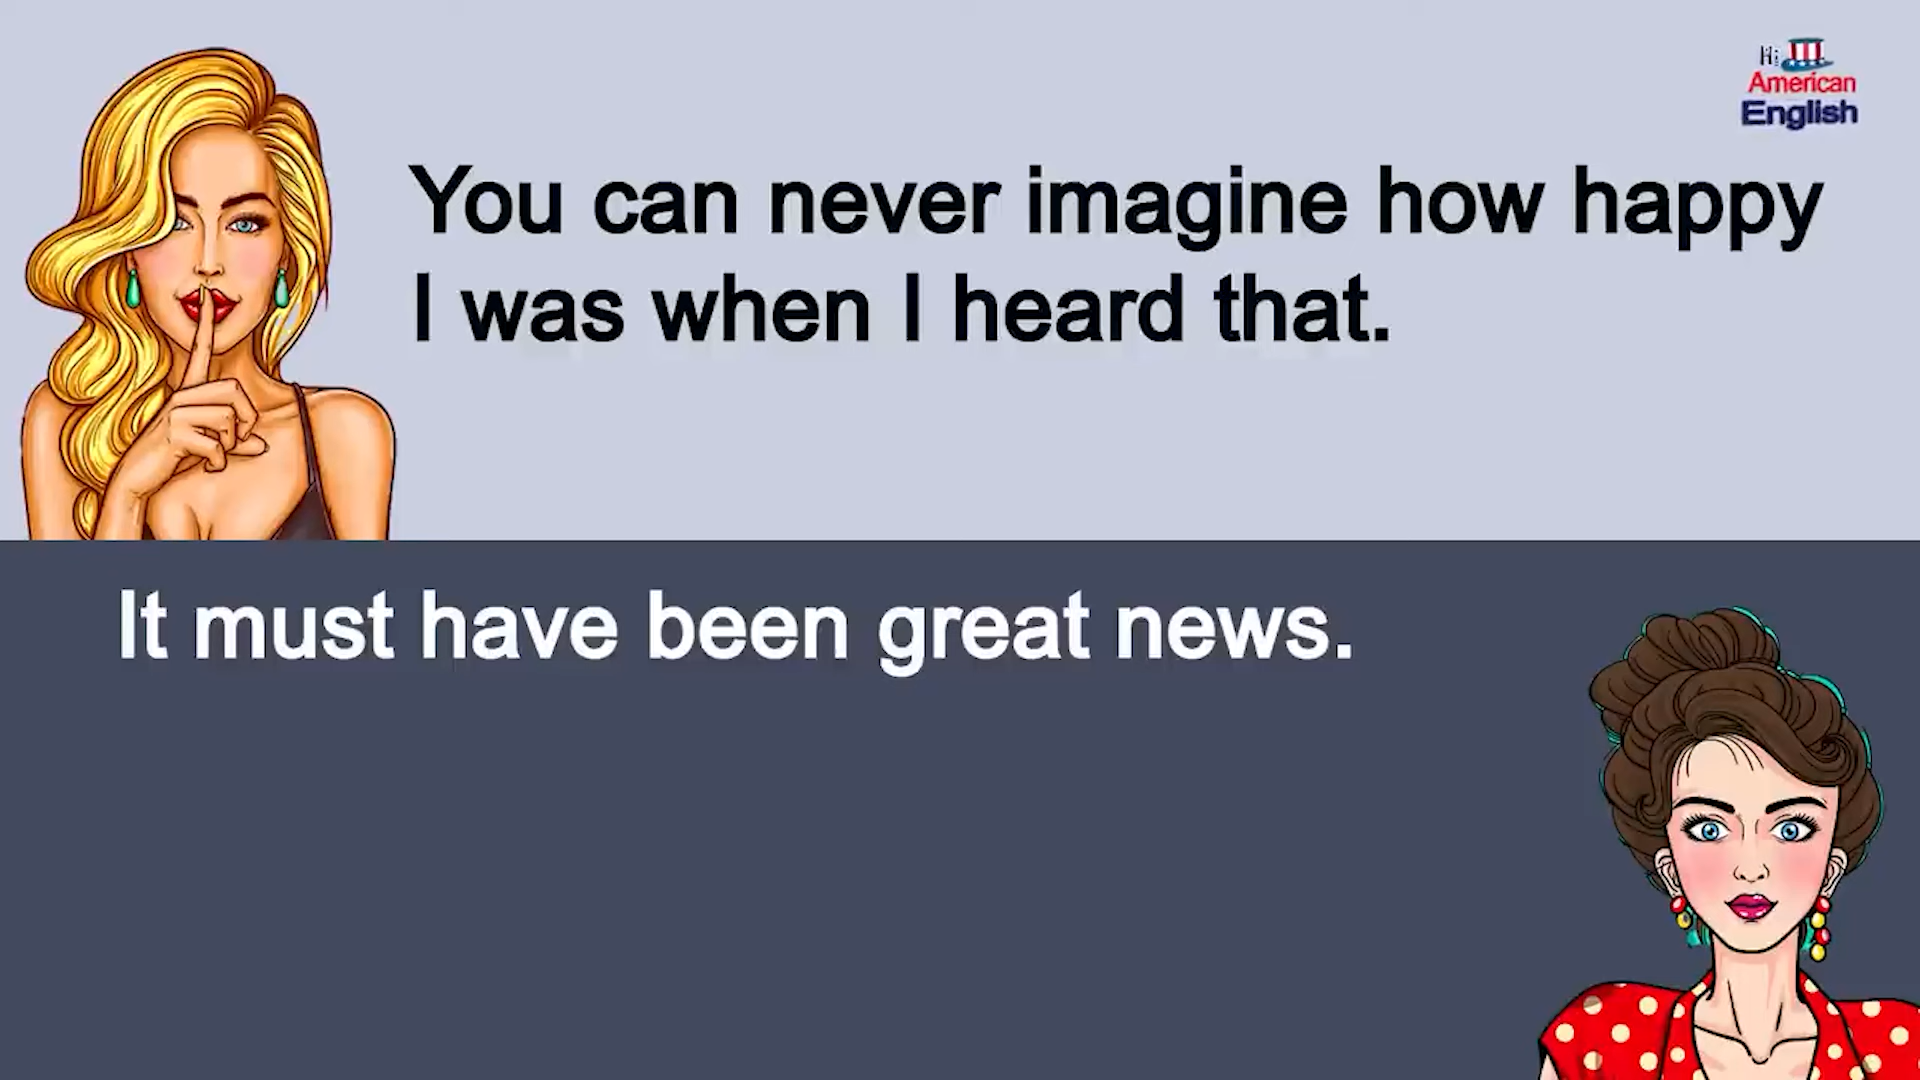 Hi
American
English
You can never imagine how happy
I was when I heard that.
It must have been great news.